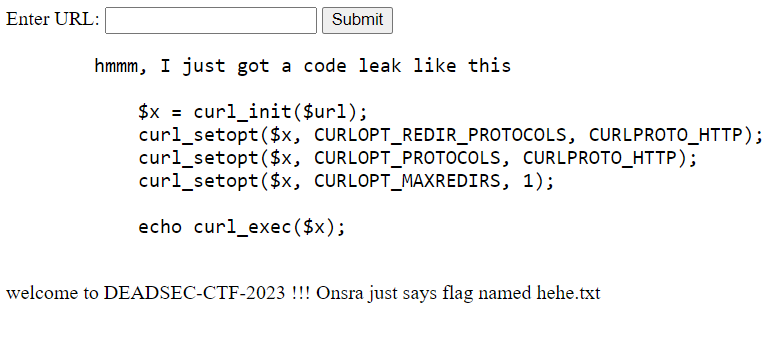 Enter URL: Submit
hmmm, I just got a code leak like this
$x = curl_init($url);
curl_setopt($x, CURLOPT_REDIR_PROTOCOLS, CURLPROTO_HTTP);
curl_setopt($x, CURLOPT_PROTOCOLS, CURLPROTO_HTTP);
curl_setopt($x, CURLOPT_MAXREDIRS, 1);
echo curl_exec($x);
welcome to DEADSEC-CTF-2023 !!! Onsra just says flag named hehe.txt